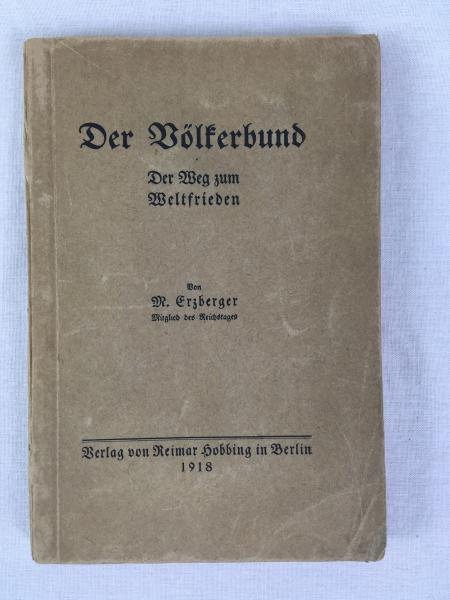 Der Völkerbund
Der Weg zum
Weltfrieden
Von
M. Erzberger
Mitglied des Reichstages
Verlag von Reimar Hobbing in Berlin
1918